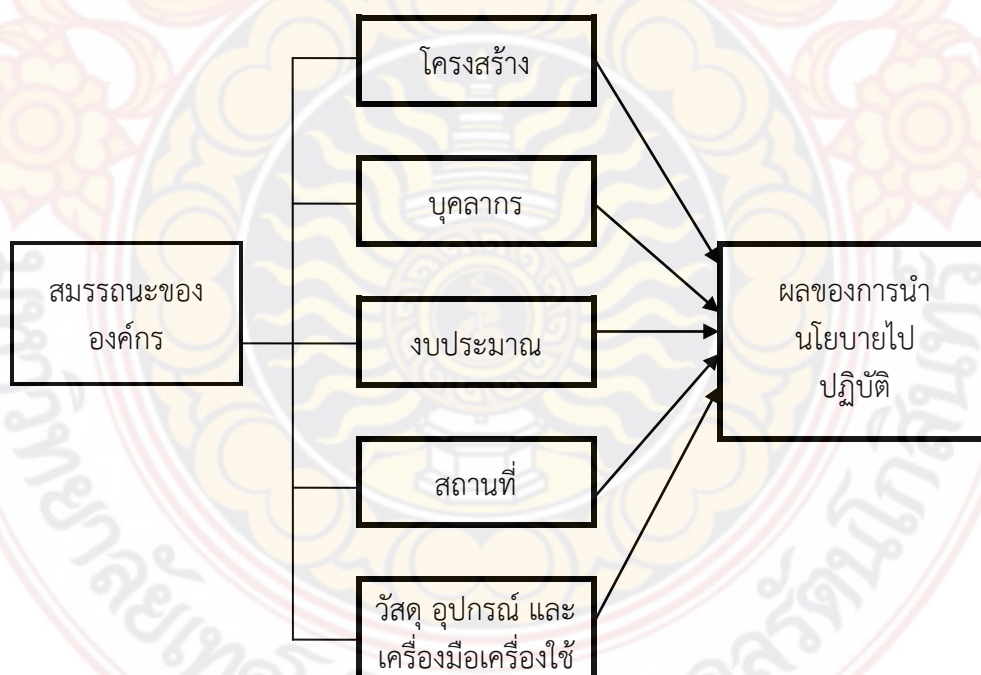 โครงสร้าง
บุคลากร
สมรรถนะของ
องค์กร
งบประมาณ
สถานที่
วัสดุ อุปกรณ์ และ
เครื่องมือเครื่องใช้
ผลของการนำ
นโยบายไป
ปฏิบัติ